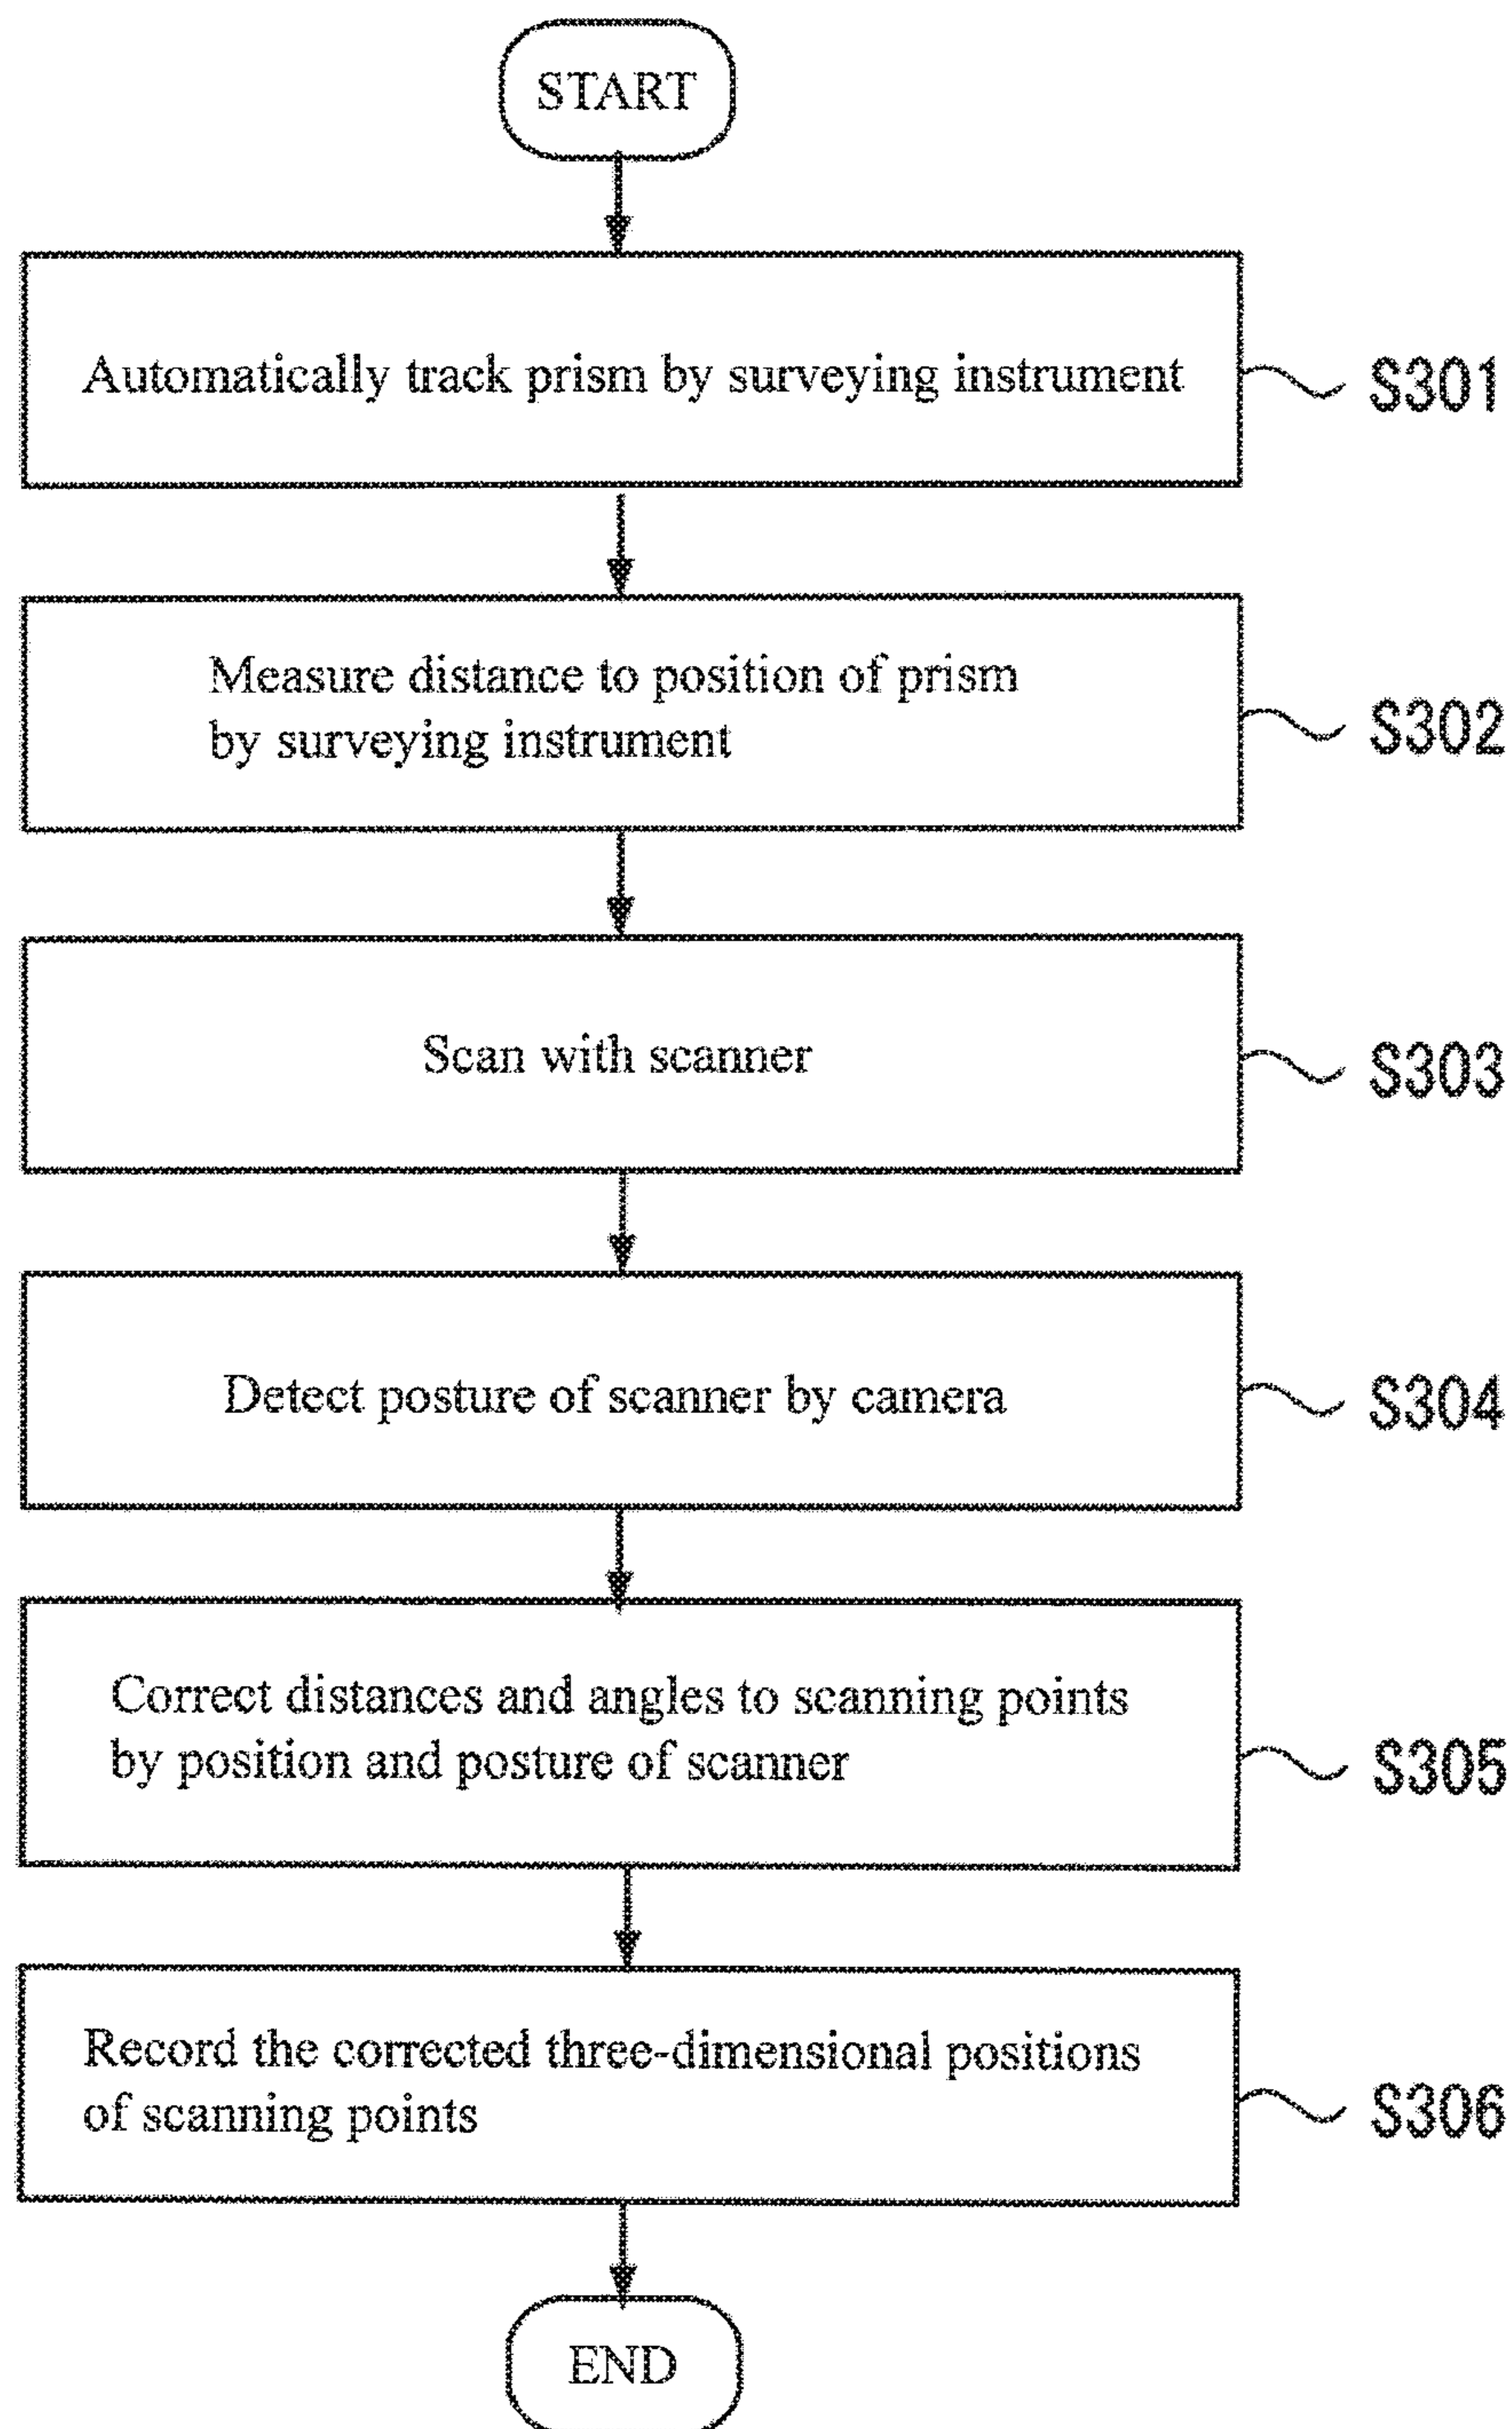 START
Automatically track prism by surveying instrument
S301
Measure distance to position of prism
by surveying instrument
S302
Scan with scanner
S303
Detect posture of scanner by camera
S304
Correct distances and angles to scanning points
by position and posture of scanner
S305
Record the corrected three-dimensional positions
of scanning points
S306
END